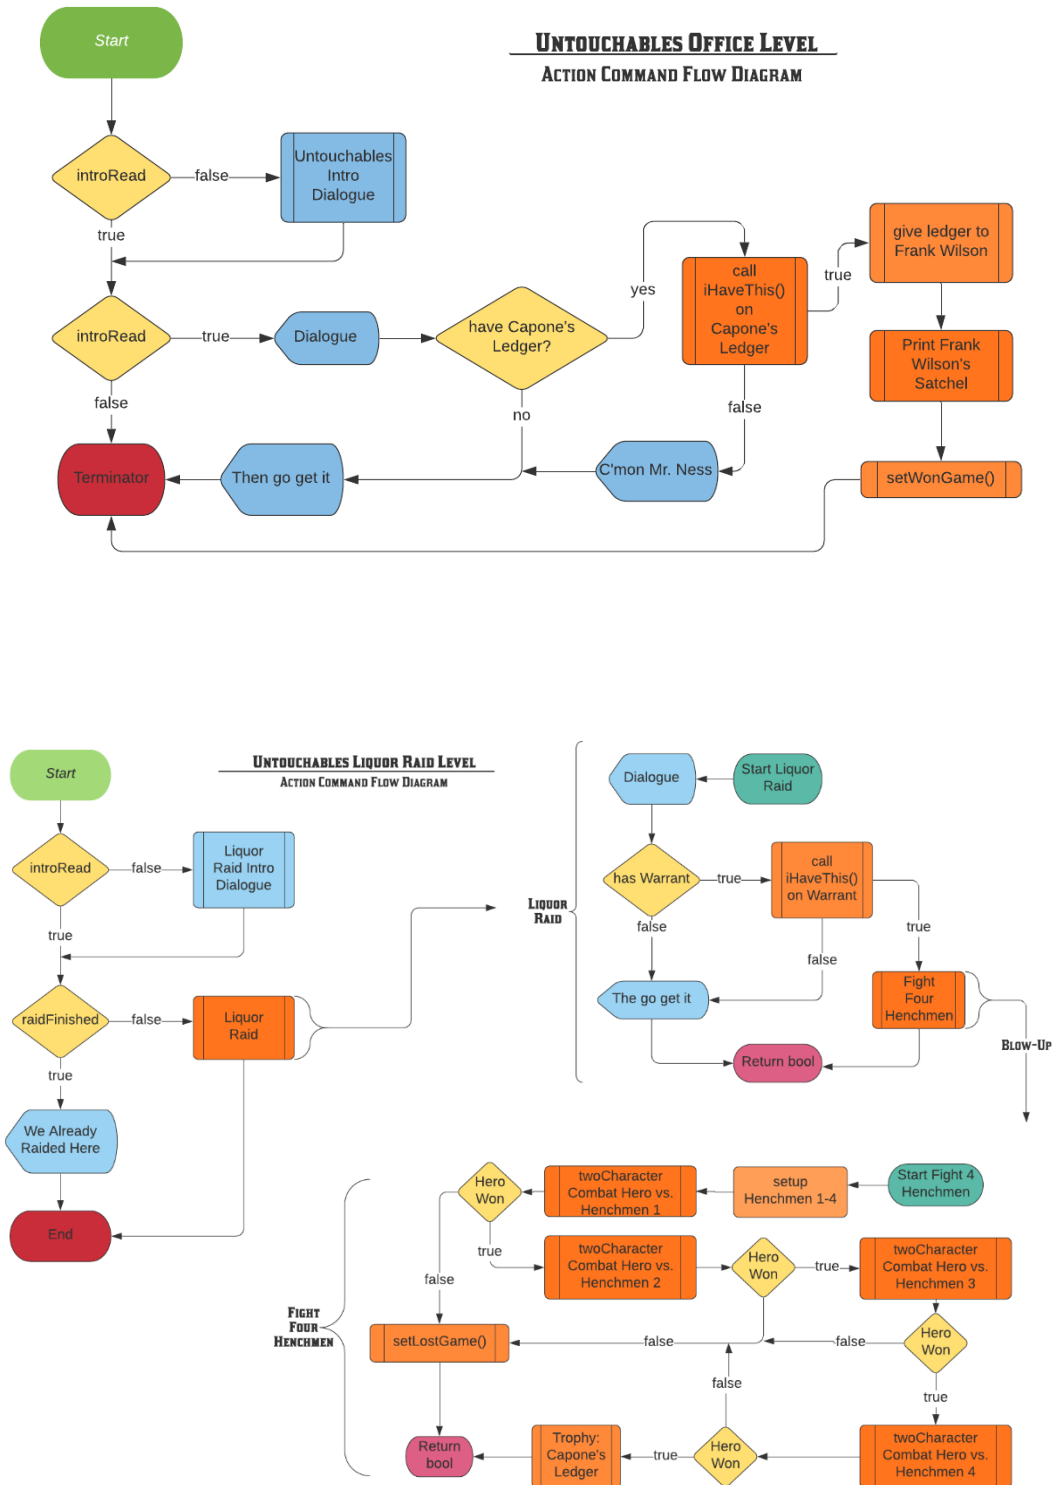 Start
UNTOUCHABLES OFFICE LEVEL
ACTION COMMAND FLOW DIAGRAM
introRead
false
Untouchables
Intro
Dialogue
true
introRead
true
Dialogue
have Capone's
Ledger?
yes
call
iHaveThis()
on
Capone's
Ledger
true
give ledger to
Frank Wilson
Print Frank
Wilson's
Satchel
setWonGame()
false
C'mon Mr. Ness
no
Then go get it
false
Terminator
Start
UNTOUCHABLES LIQUOR RAID LEVEL
ACTION COMMAND FLOW DIAGRAM
introRead
false
Liquor
Raid Intro
Dialogue
true
raidFinished
false
Liquor
Raid
true
We Already
Raided Here
End
LIQUOR
RAID
Start Liquor
Raid
Dialogue
has Warrant
true
call
iHaveThis()
on Warrant
true
false
false
The go get it
Fight
Four
Henchmen
Return bool
BLOW-UP
FIGHT
FOUR
HENCHMEN
Start Fight 4
Henchmen
setup
Henchmen 1-4
twoCharacter
Combat Hero vs.
Henchmen 1
Hero
Won
true
false
twoCharacter
Combat Hero vs.
Henchmen 2
Hero
Won
true
twoCharacter
Combat Hero vs.
Henchmen 3
Hero
Won
false
false
setLostGame()
true
false
twoCharacter
Combat Hero vs.
Henchmen 4
Hero
Won
true
Trophy:
Capone's
Ledger
Return
bool